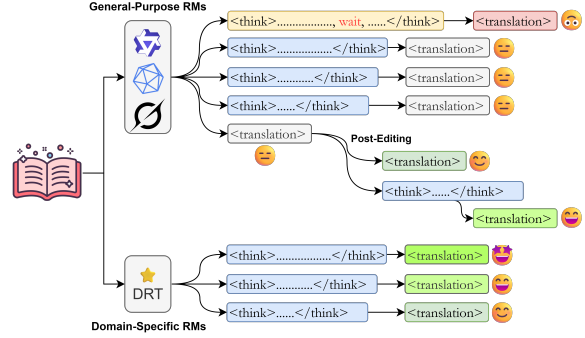 General-Purpose RMs
<think>................, wait, ......</think>
<translation>
<think>..................</think>
<translation>
<think>............</think>
<translation>
<think>......</think>
<translation>
<translation>
Post-Editing
<translation>
<think>......</think>
<translation>
<think>..................</think>
<translation>
DRT
<think>............</think>
<translation>
<think>......</think>
<translation>
Domain-Specific RMs